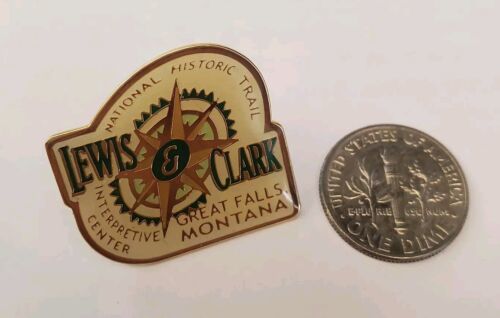 NATIONAL HISTORIC TRAIL
LEWIS & CLARK
INTERPRETIVE
CENTER
GREAT FALLS
MONTANA
UNITED STATES OF AMERICA
E·PLURIBUS UNUM
ONE DIME